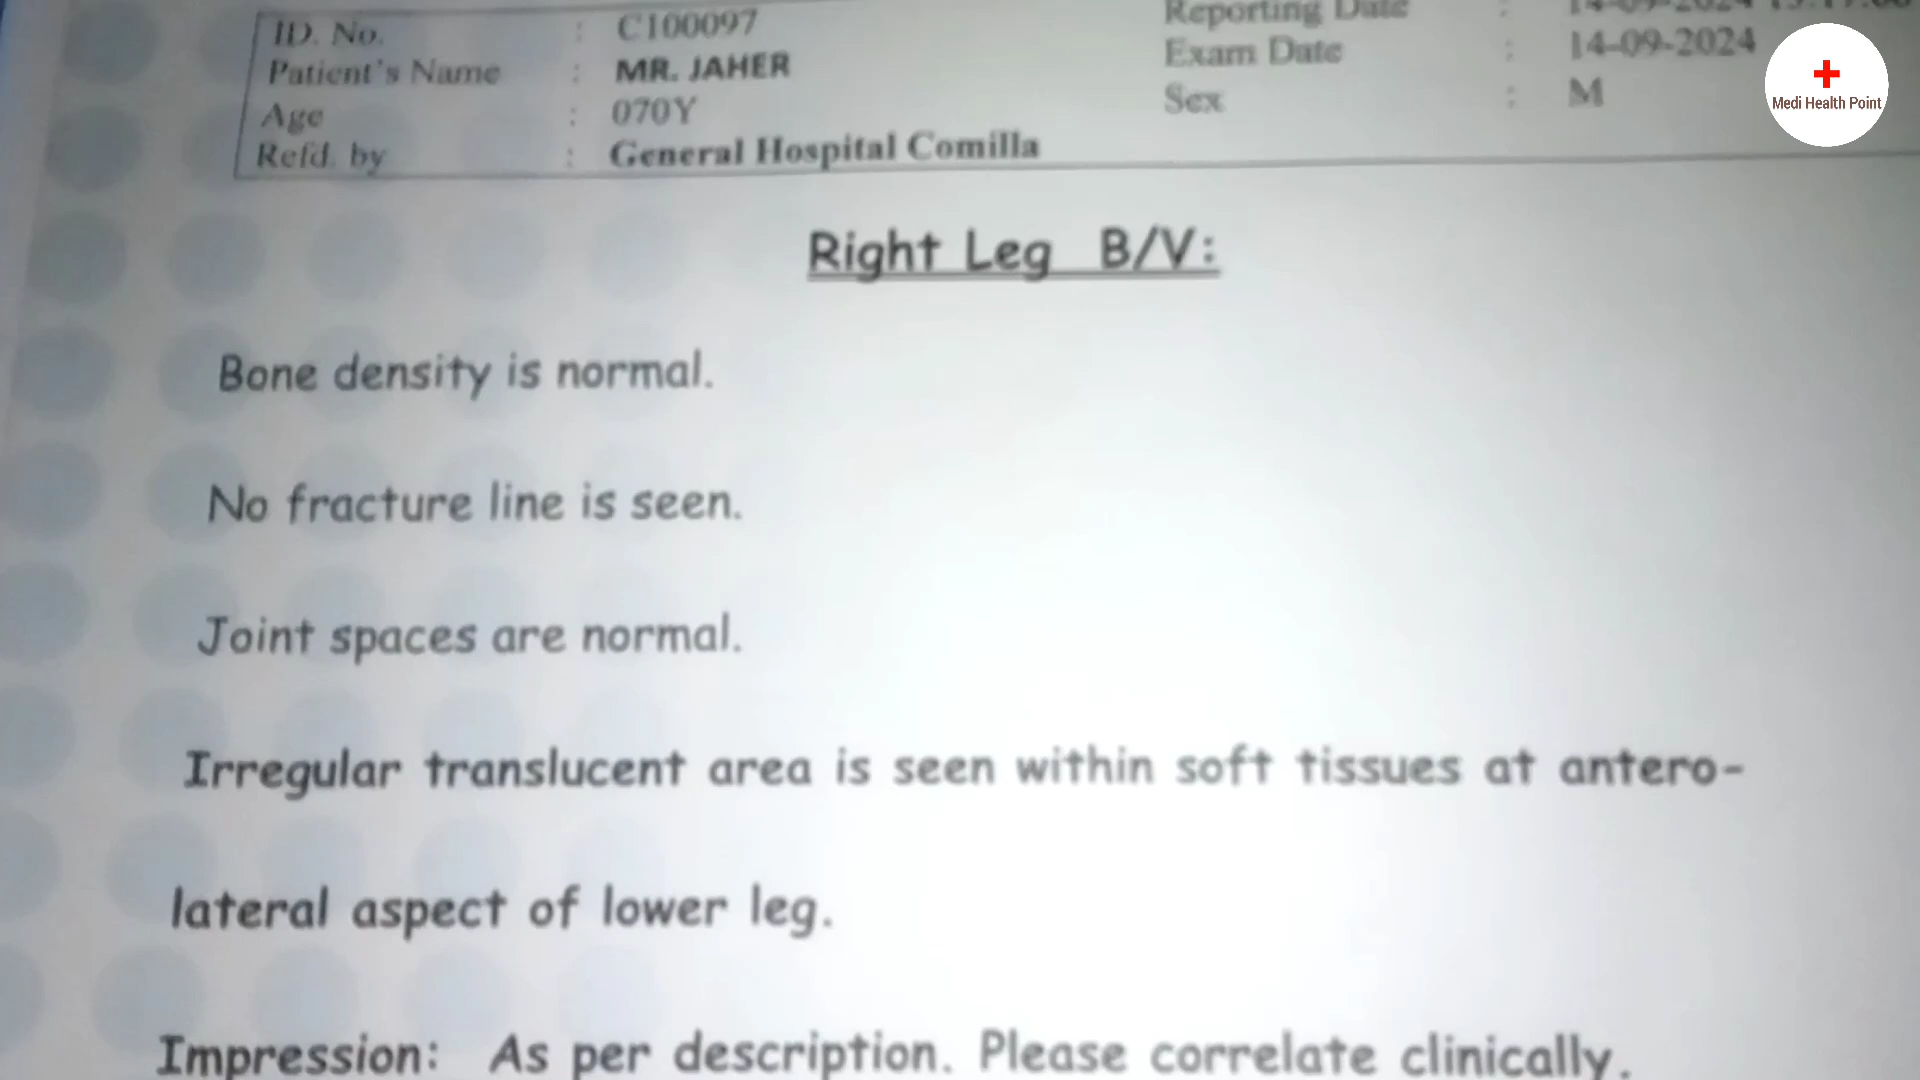 ID. No. : C100097
Reporting Date :
Patient's Name : MR. JAHER
Exam Date : 14-09-2024
Age : 070Y
Sex : M
Refd. by : General Hospital Comilla
Medi Health Point
Right Leg B/V:
Bone density is normal.
No fracture line is seen.
Joint spaces are normal.
Irregular translucent area is seen within soft tissues at antero-
lateral aspect of lower leg.
Impression: As per description. Please correlate clinically.